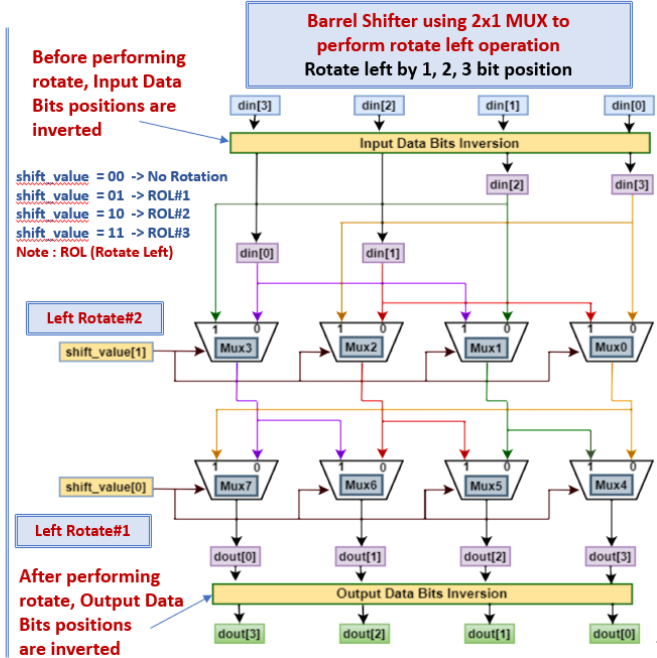 Barrel Shifter using 2x1 MUX to
perform rotate left operation
Rotate left by 1, 2, 3 bit position
Before performing
rotate, Input Data
Bits positions are
inverted
din[3] din[2] din[1] din[0]
Input Data Bits Inversion
shift_value = 00 -> No Rotation
shift_value = 01 -> ROL#1
shift_value = 10 -> ROL#2
shift_value = 11 -> ROL#3
Note : ROL (Rotate Left)
din[2] din[3]
din[0] din[1]
Left Rotate#2
1 0 1 0 1 0 1 0
Mux3 Mux2 Mux1 Mux0
shift_value[1]
1 0 1 0 1 0 1 0
Mux7 Mux6 Mux5 Mux4
shift_value[0]
Left Rotate#1
dout[0] dout[1] dout[2] dout[3]
After performing
rotate, Output Data
Bits positions
are inverted
Output Data Bits Inversion
dout[3] dout[2] dout[1] dout[0]